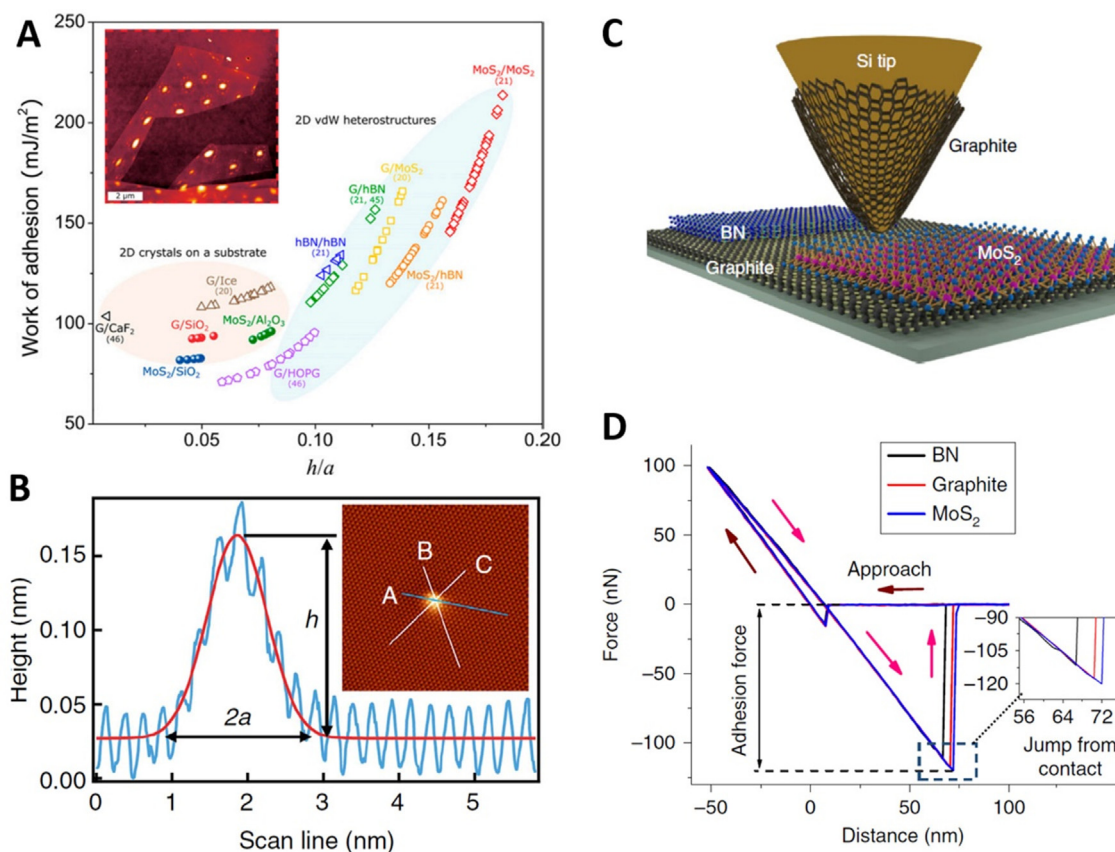 A
Work of adhesion (mJ/m²)
250
200
150
100
50
2 μm
MoS₂/MoS₂
(21)
2D vdW heterostructures
G/MoS₂
(20)
G/hBN
(21, 45)
hBN/hBN
(21)
2D crystals on a substrate
G/Ice
(20)
MoS₂/hBN
(21)
G/CaF₂
(46)
G/SiO₂
MoS₂/Al₂O₃
MoS₂/SiO₂
G/HOPG
(46)
0.05 0.10 0.15 0.20
h/a
B
Height (nm)
0.15
0.10
0.05
0.00
h
2a
A
B
C
0 1 2 3 4 5
Scan line (nm)
C
Si tip
Graphite
BN
Graphite
MoS₂
D
Force (nN)
100
50
0
−50
−100
BN
Graphite
MoS₂
Approach
Adhesion force
−90
−105
−120
56 64 72
Jump from
contact
−50 0 50 100
Distance (nm)